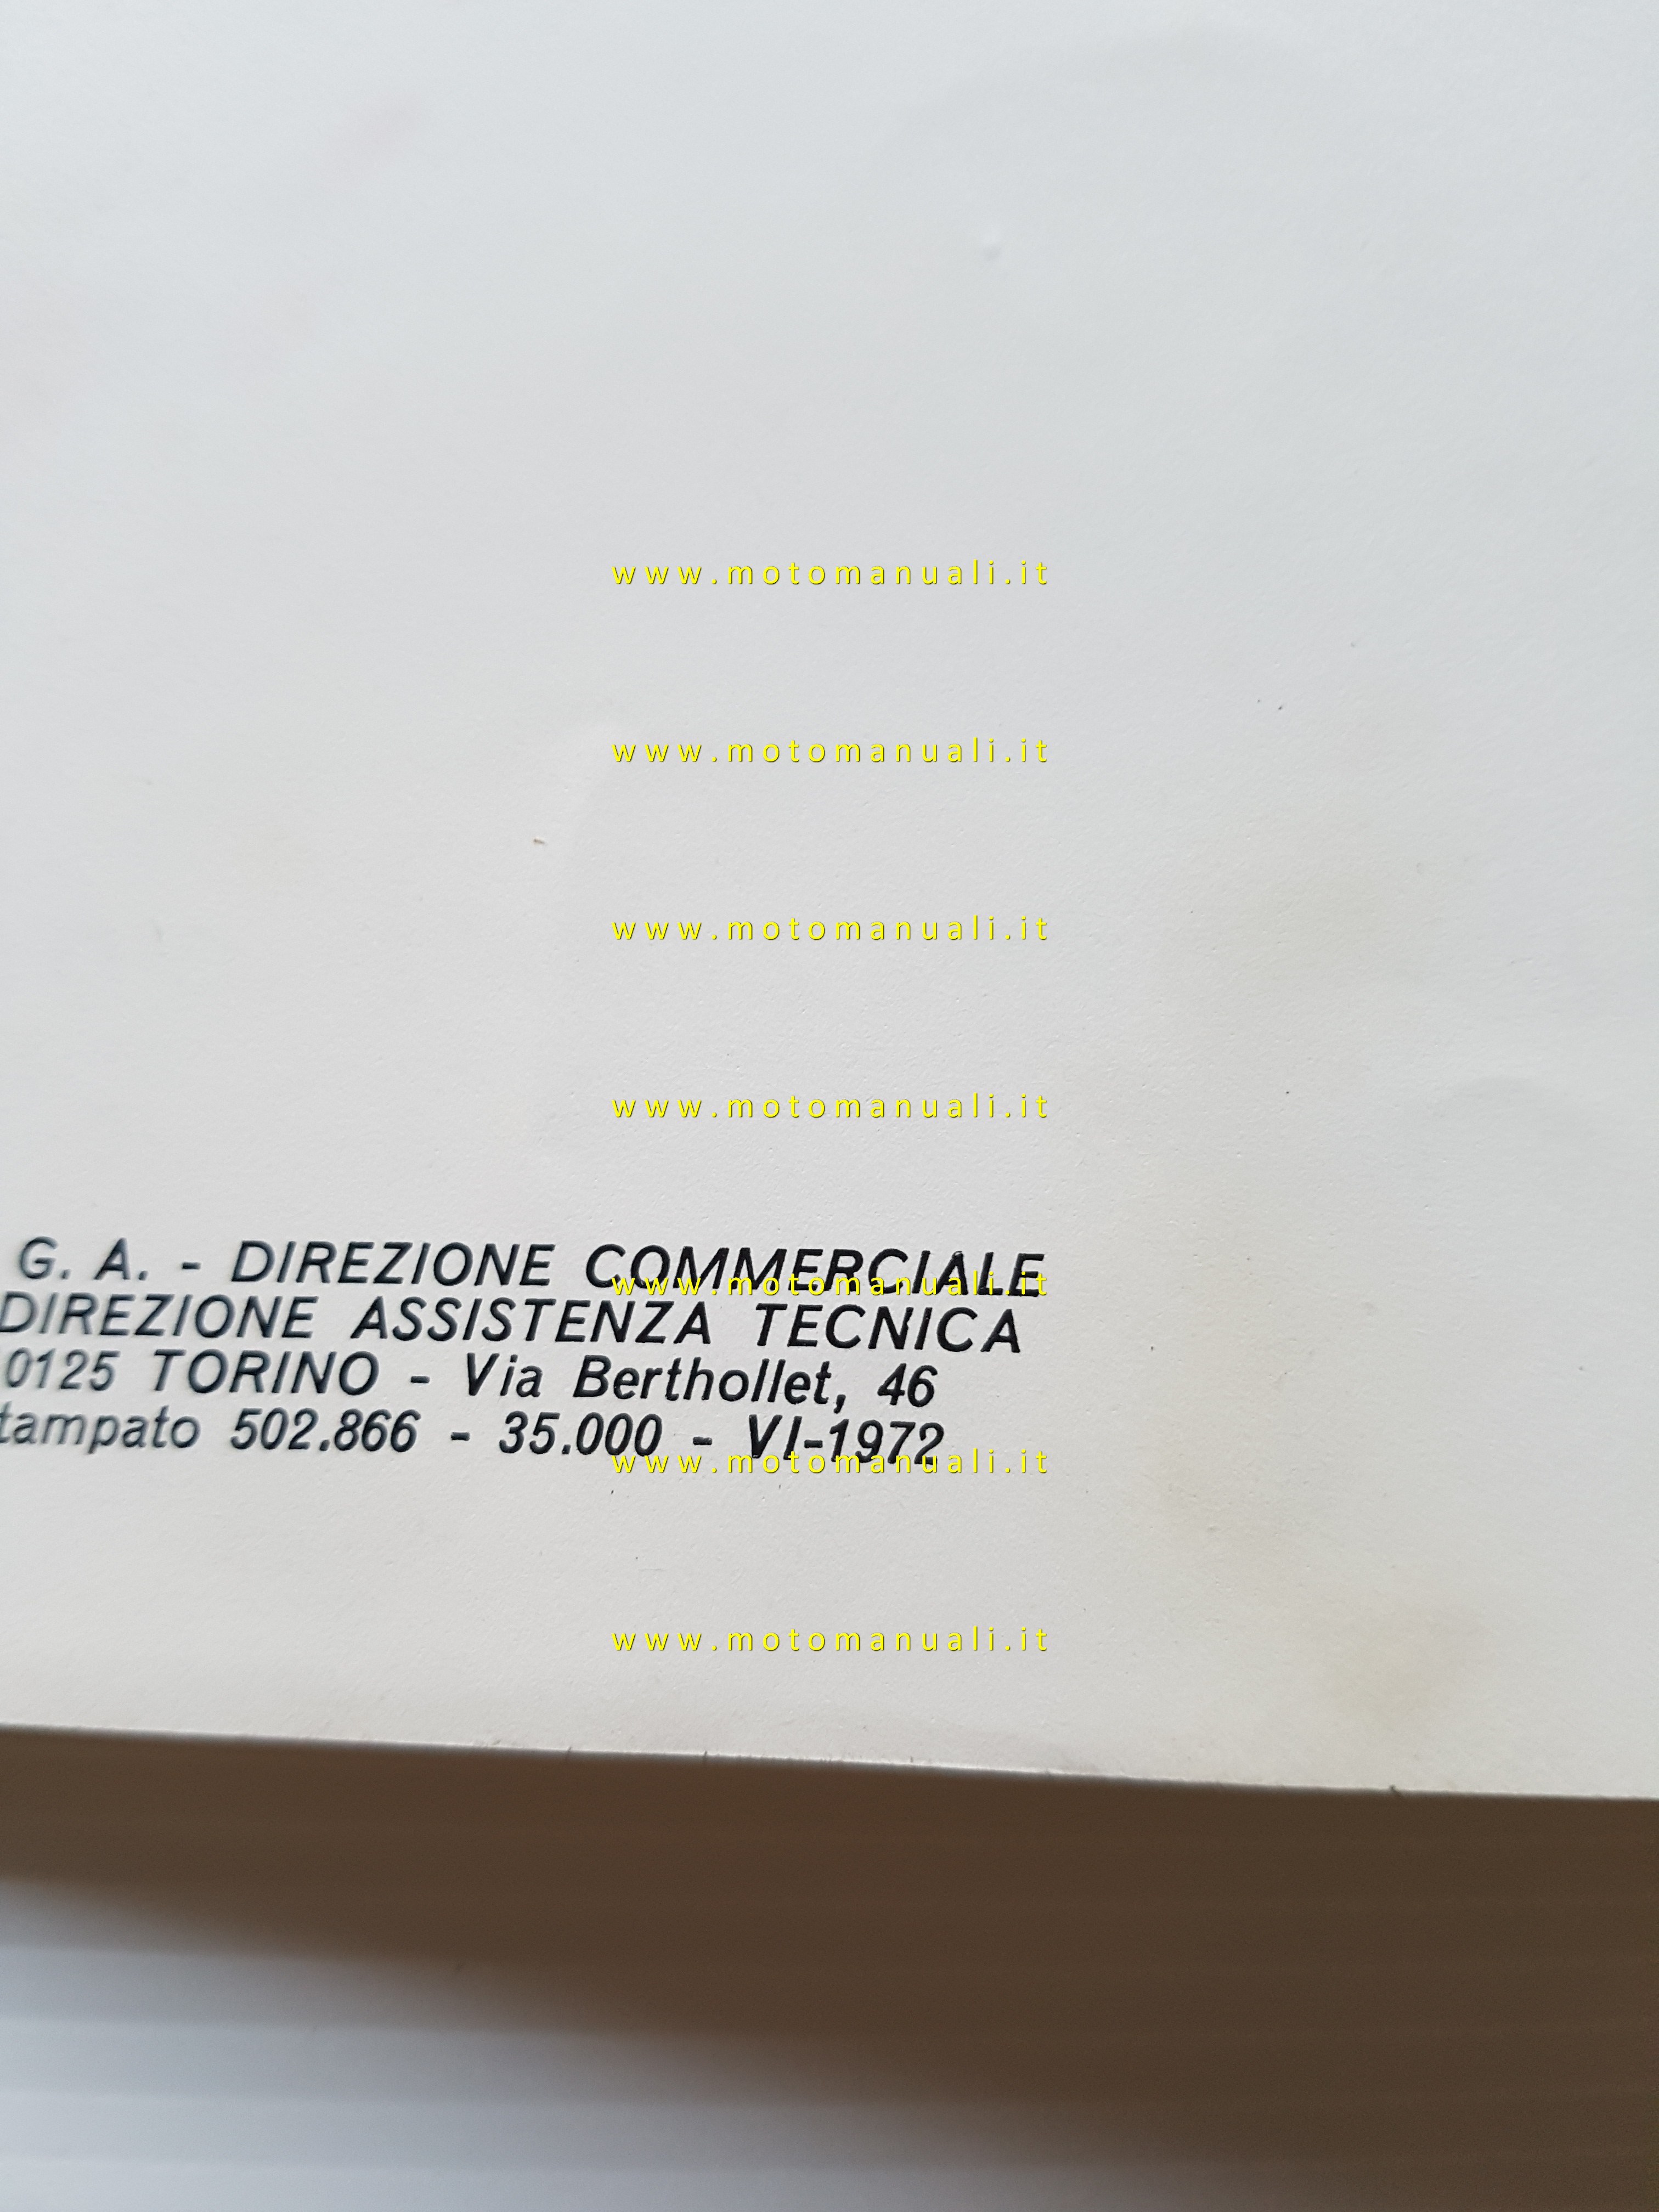 www.motomanuali.it
www.motomanuali.it
www.motomanuali.it
www.motomanuali.it
G. A. - DIREZIONE COMMERCIALE
www.motomanuali.it
DIREZIONE ASSISTENZA TECNICA
0125 TORINO - Via Berthollet, 46
tampato 502.866 - 35.000 - VI-1972
www.motomanuali.it
www.motomanuali.it